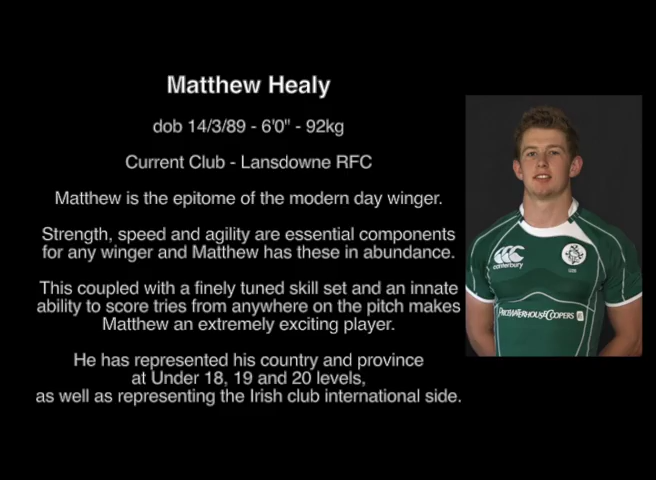 Matthew Healy
dob 14/3/89 - 6'0" - 92kg
Current Club - Lansdowne RFC
Matthew is the epitome of the modern day winger.
Strength, speed and agility are essential components
for any winger and Matthew has these in abundance.
This coupled with a finely tuned skill set and an innate
ability to score tries from anywhere on the pitch makes
Matthew an extremely exciting player.
He has represented his country and province
at Under 18, 19 and 20 levels,
as well as representing the Irish club international side.
canterbury
PRICEWATERHOUSECOOPERS